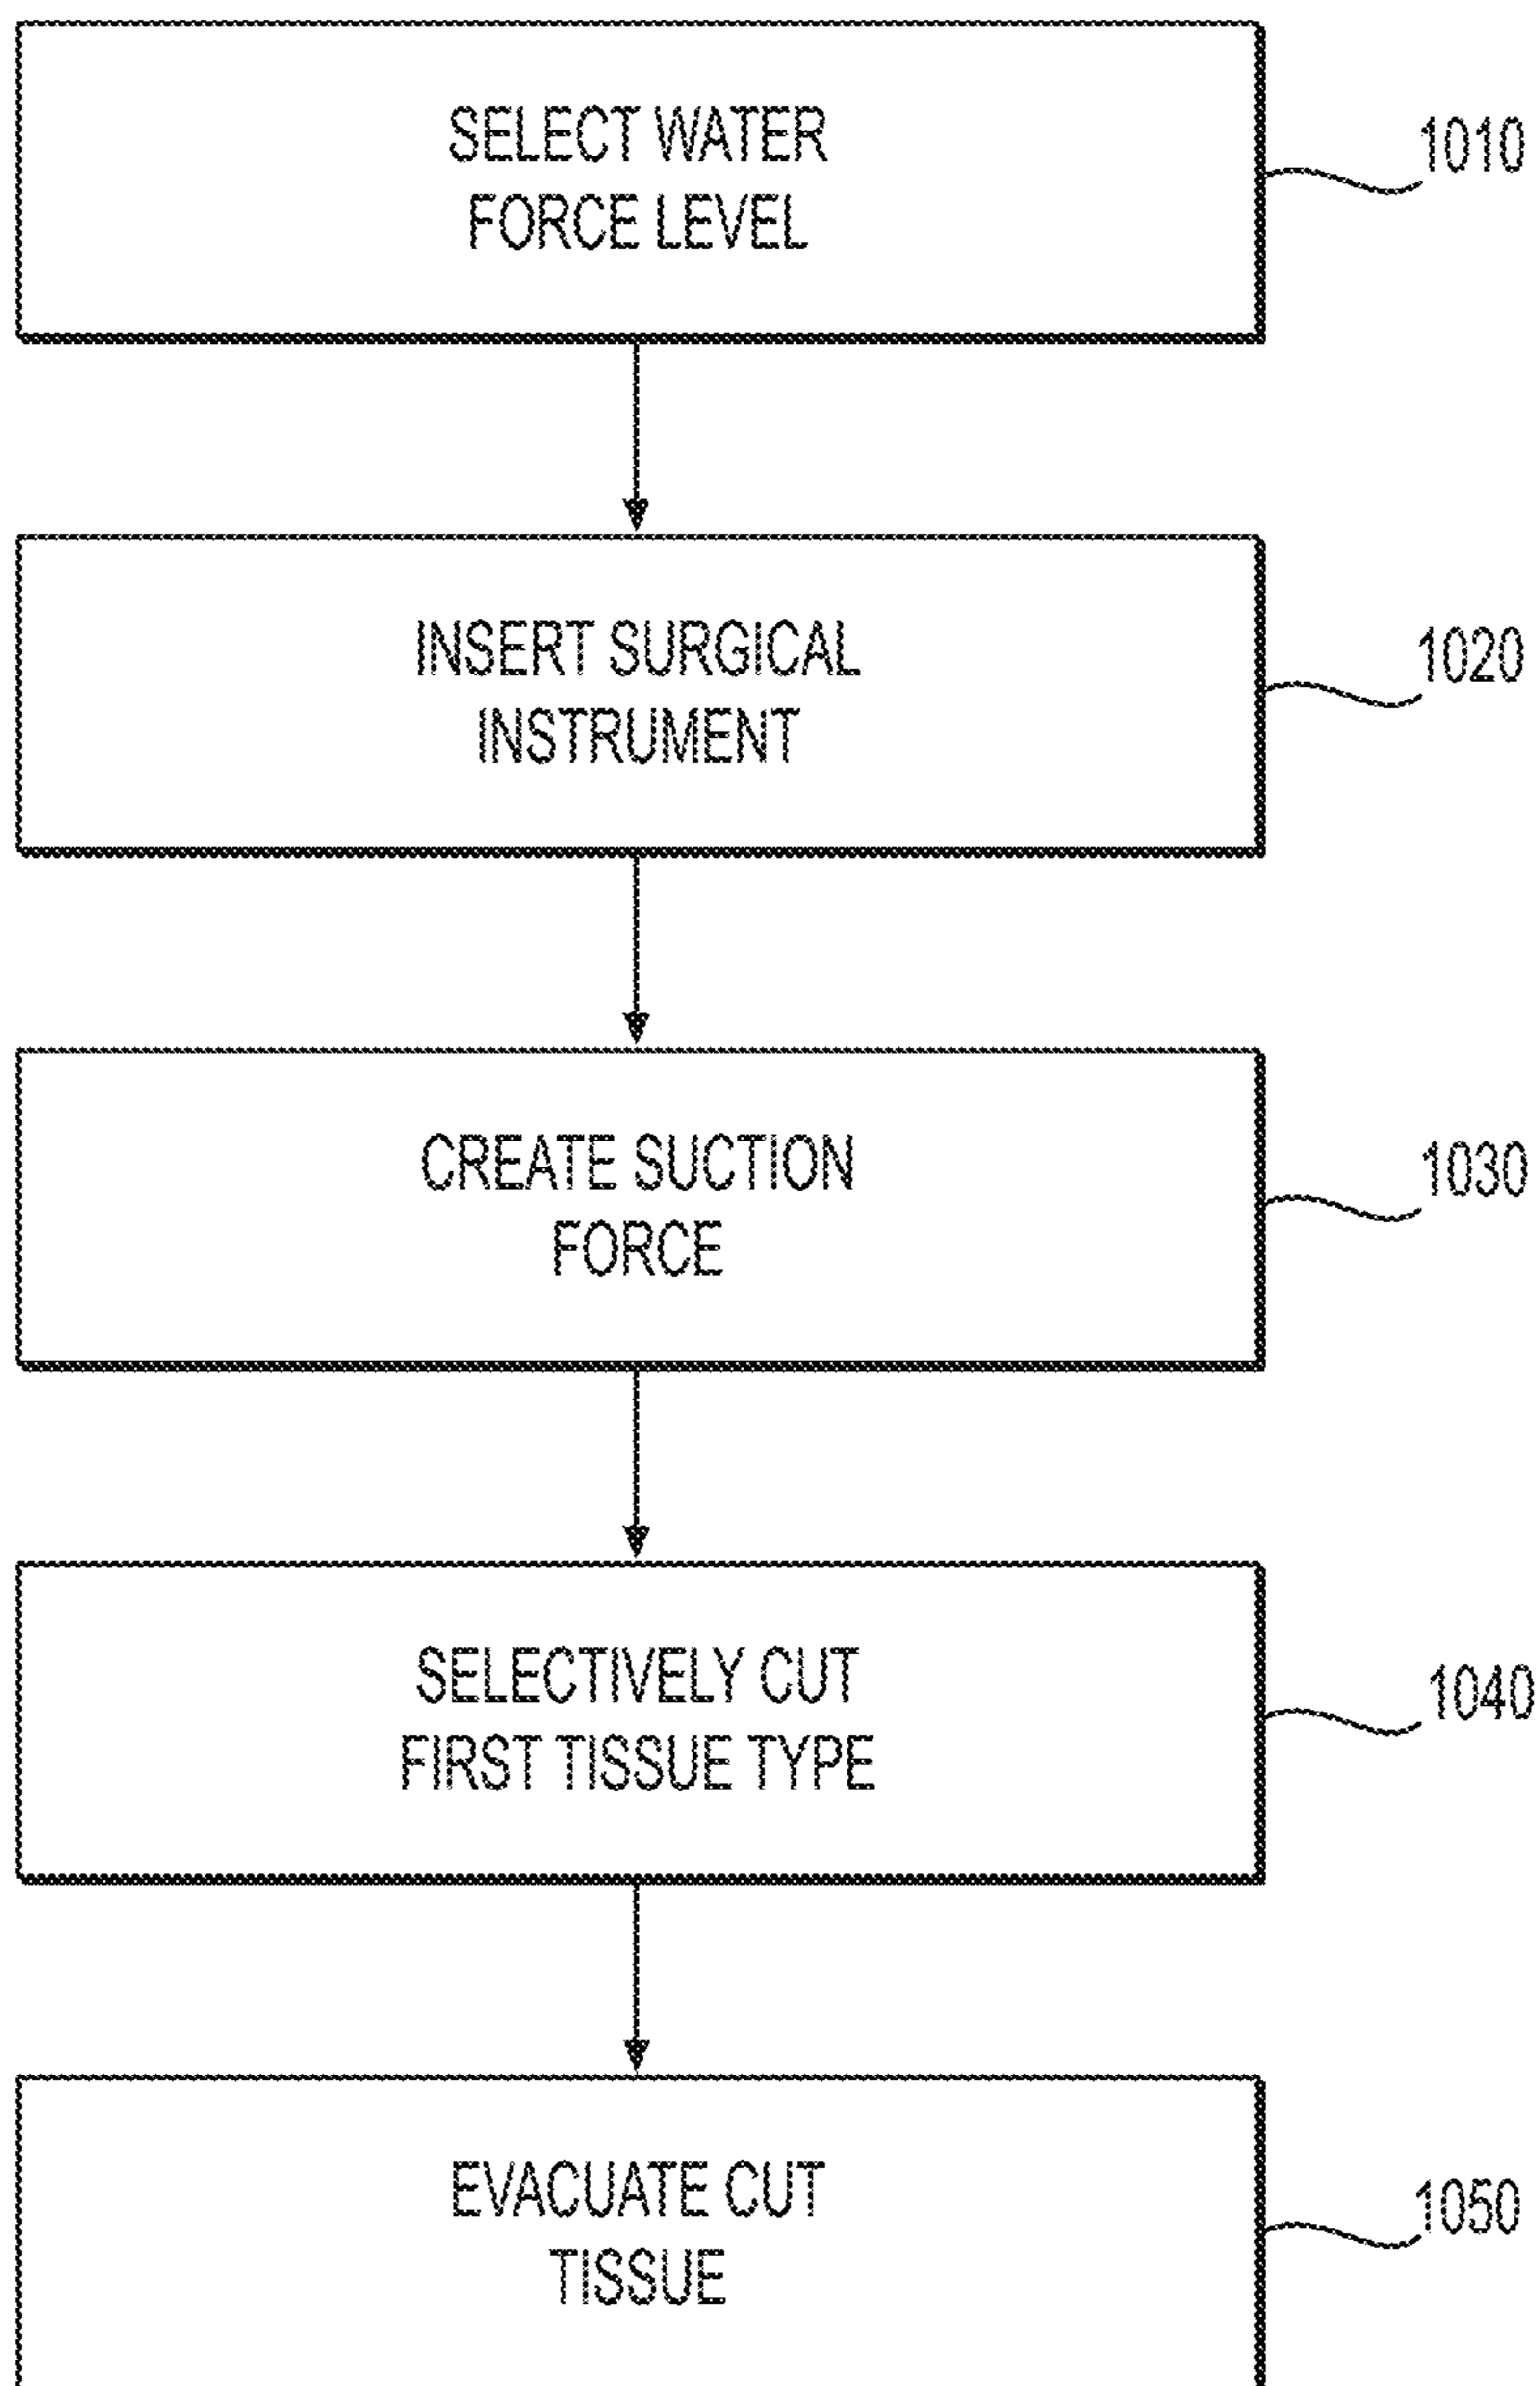 SELECT WATER
FORCE LEVEL
1010
INSERT SURGICAL
INSTRUMENT
1020
CREATE SUCTION
FORCE
1030
SELECTIVELY CUT
FIRST TISSUE TYPE
1040
EVACUATE CUT
TISSUE
1050